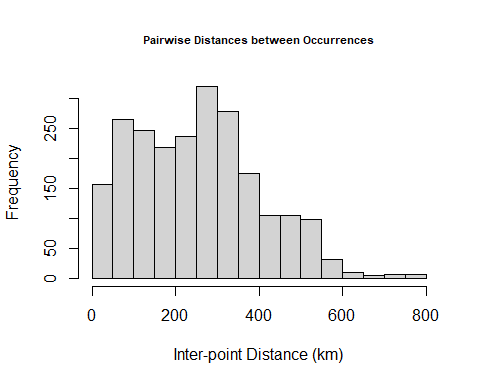 Pairwise Distances between Occurrences
Frequency
250
150
50
0
0 200 400 600 800
Inter-point Distance (km)